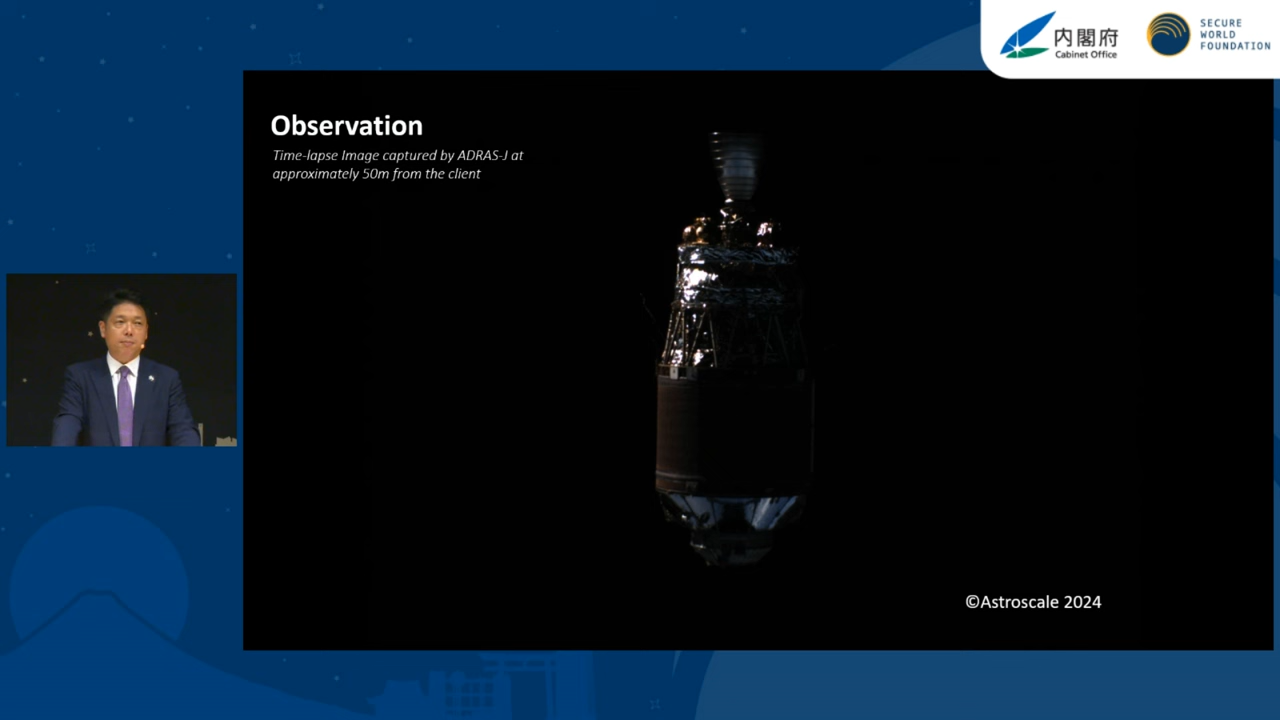 内閣府
Cabinet Office
SECURE
WORLD
FOUNDATION
Observation
Time-lapse Image captured by ADRAS-J at
approximately 50m from the client
©Astroscale 2024